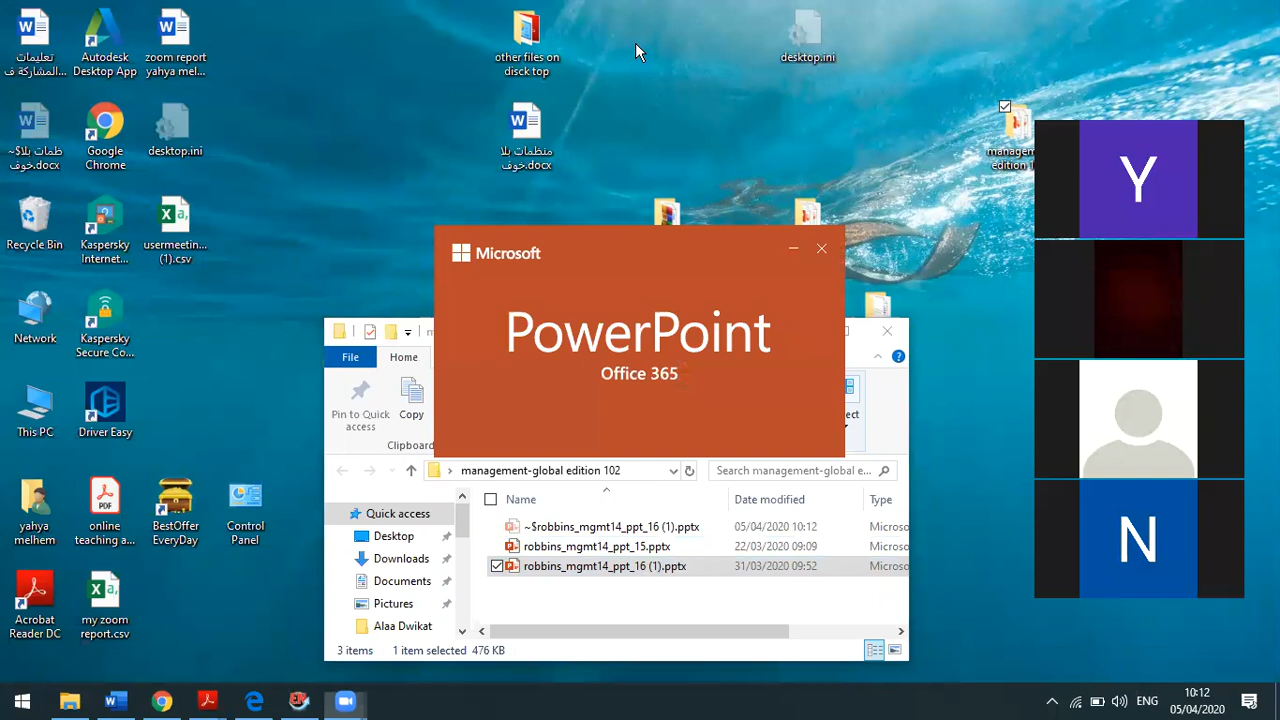 تعليمات
المشاركة ف...
Autodesk
Desktop App
zoom report
yahya mel...
other files on
disck top
desktop.ini
~$ظمات بلا
خوف.docx
Google
Chrome
desktop.ini
منظمات بلا
خوف.docx
managem
edition 1
Recycle Bin
Kaspersky
Internet...
usermeetin...
(1).csv
Network
Kaspersky
Secure Co...
This PC
Driver Easy
yahya
melhem
online
teaching a...
BestOffer
EveryDay
Control
Panel
Acrobat
Reader DC
my zoom
report.csv
Microsoft
PowerPoint
Office 365
File
Home
Pin to Quick
access
Copy
Clipboard
management-global edition 102
Search management-global e...
Name
Date modified
Type
Quick access
Desktop
Downloads
Documents
Pictures
Alaa Dwikat
~$robbins_mgmt14_ppt_16 (1).pptx
05/04/2020 10:12
Microso
robbins_mgmt14_ppt_15.pptx
22/03/2020 09:09
Microso
robbins_mgmt14_ppt_16 (1).pptx
31/03/2020 09:52
Microso
3 items
1 item selected 476 KB
Y
N
ENG
10:12
05/04/2020